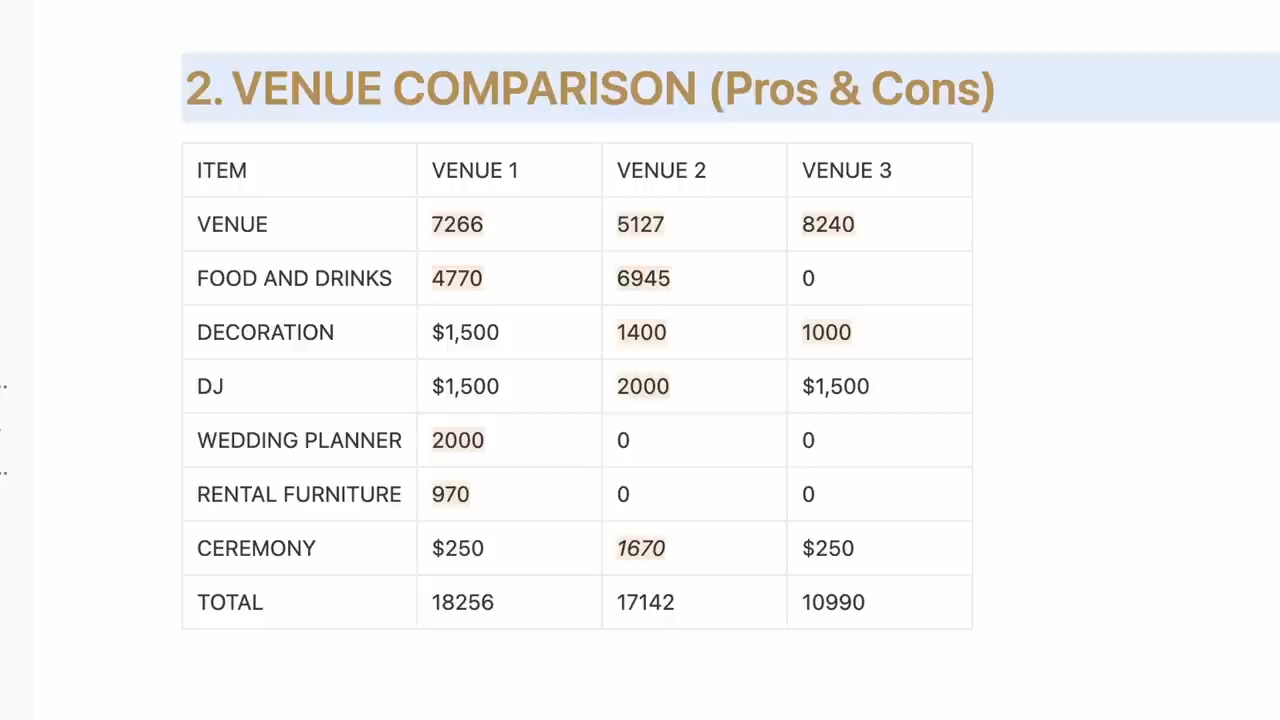 2. VENUE COMPARISON (Pros & Cons)
ITEM VENUE 1 VENUE 2 VENUE 3
VENUE 7266 5127 8240
FOOD AND DRINKS 4770 6945 0
DECORATION $1,500 1400 1000
DJ $1,500 2000 $1,500
WEDDING PLANNER 2000 0 0
RENTAL FURNITURE 970 0 0
CEREMONY $250 1670 $250
TOTAL 18256 17142 10990